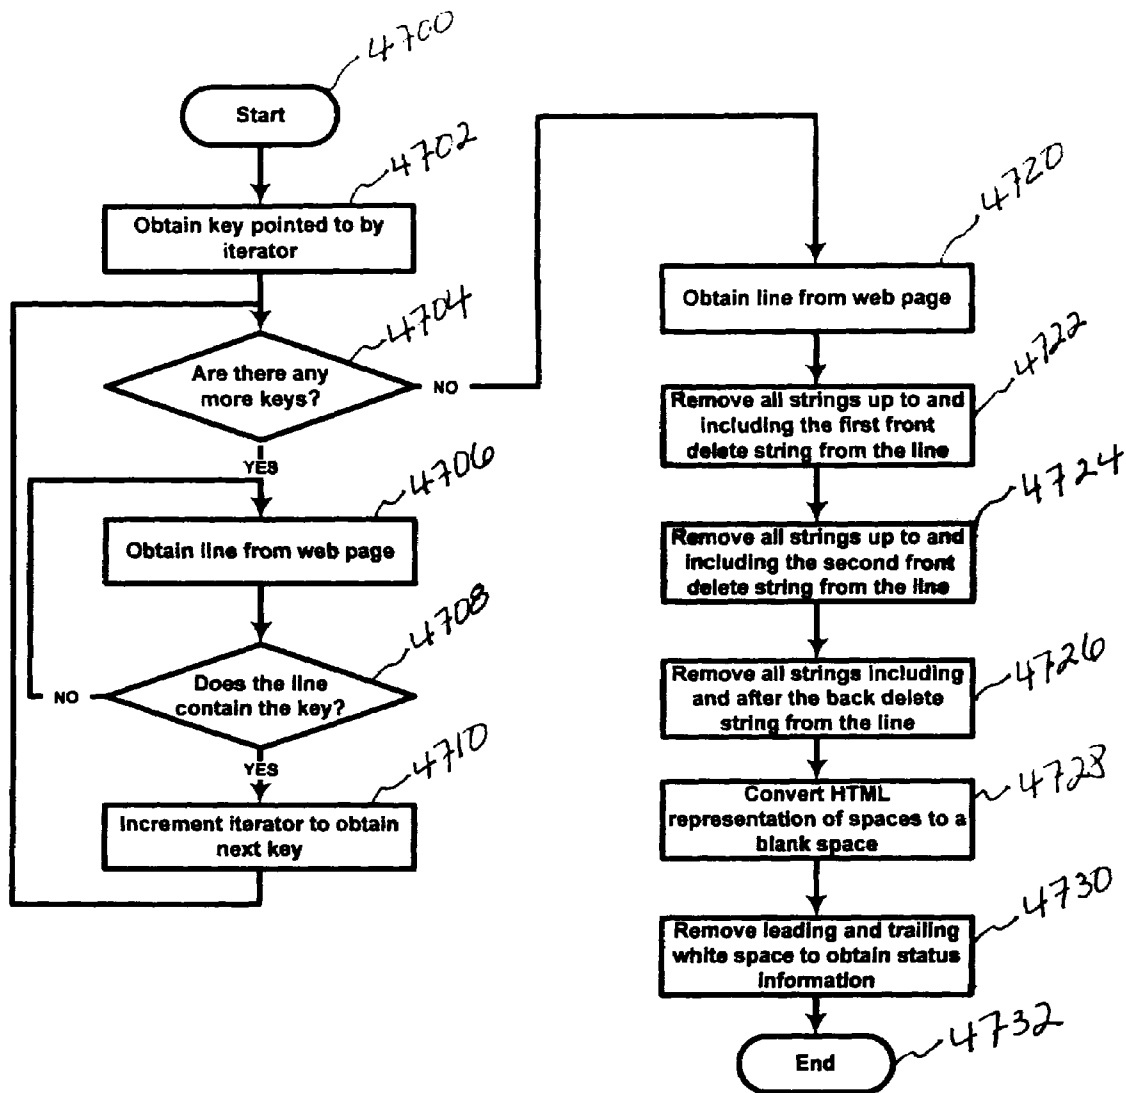 4700
Start
4702
Obtain key pointed to by
iterator
4704
Are there any
more keys?
NO
YES
4706
Obtain line from web page
4708
Does the line
contain the key?
NO
YES
4710
Increment iterator to obtain
next key
4720
Obtain line from web page
4722
Remove all strings up to and
including the first front
delete string from the line
4724
Remove all strings up to and
including the second front
delete string from the line
4726
Remove all strings including
and after the back delete
string from the line
4728
Convert HTML
representation of spaces to a
blank space
4730
Remove leading and trailing
white space to obtain status
information
4732
End